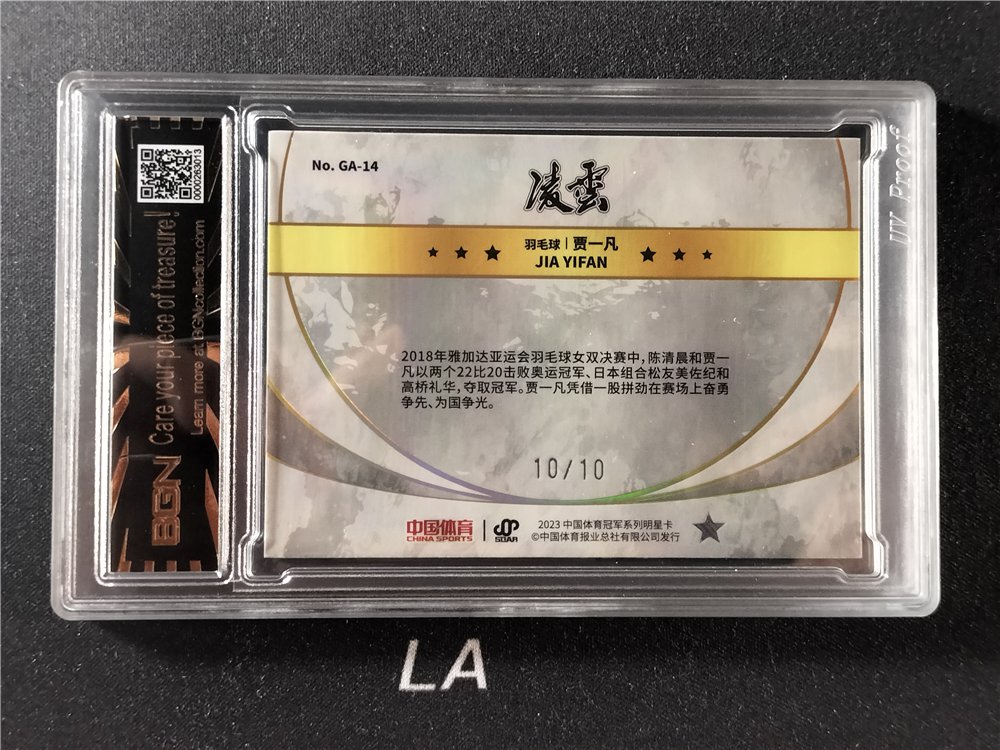 No. GA-14
凌雲
羽毛球 | 贾一凡
JIA YIFAN
2018年雅加达亚运会羽毛球女双决赛中，陈清晨和贾一
凡以两个22比20击败奥运冠军、日本组合松友美佐纪和
高桥礼华，夺取冠军。贾一凡凭借一股拼劲在赛场上奋勇
争先、为国争光。
10/10
中国体育
CHINA SPORTS
SOAR
2023 中国体育冠军系列明星卡
©中国体育报业总社有限公司发行
0000263013
BGN
Care your piece of treasure!
Learn more at BGNcollection.com
UV Proof
LA